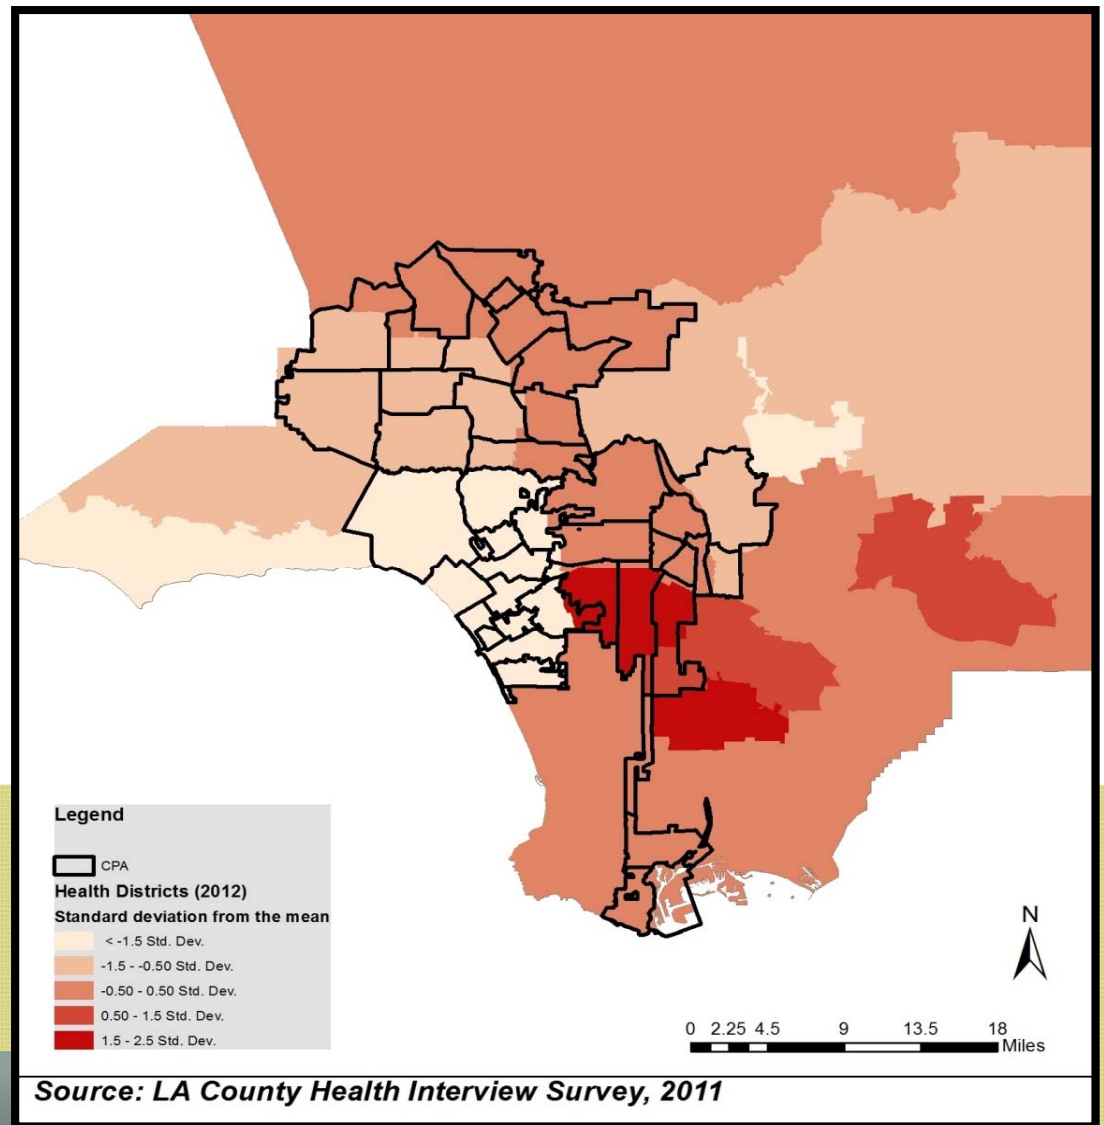 Legend
CPA
Health Districts (2012)
Standard deviation from the mean
< -1.5 Std. Dev.
-1.5 - -0.50 Std. Dev.
-0.50 - 0.50 Std. Dev.
0.50 - 1.5 Std. Dev.
1.5 - 2.5 Std. Dev.
N
0 2.25 4.5 9 13.5 18
Miles
Source: LA County Health Interview Survey, 2011